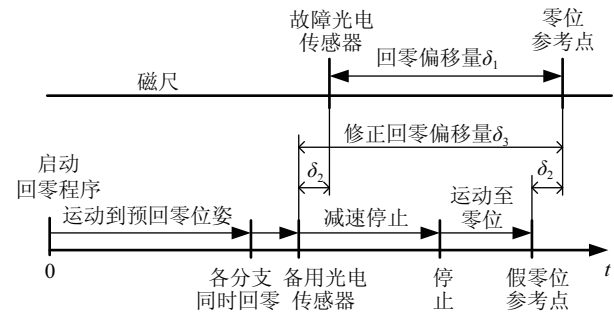 故障光电
传感器
零位
参考点
回零偏移量δ₁
磁尺
修正回零偏移量δ₃
启动
回零程序
δ₂
δ₂
运动到预回零位姿
减速停止
运动至
零位
0
各分支
同时回零
备用光电
传感器
停
止
假零位
参考点
t